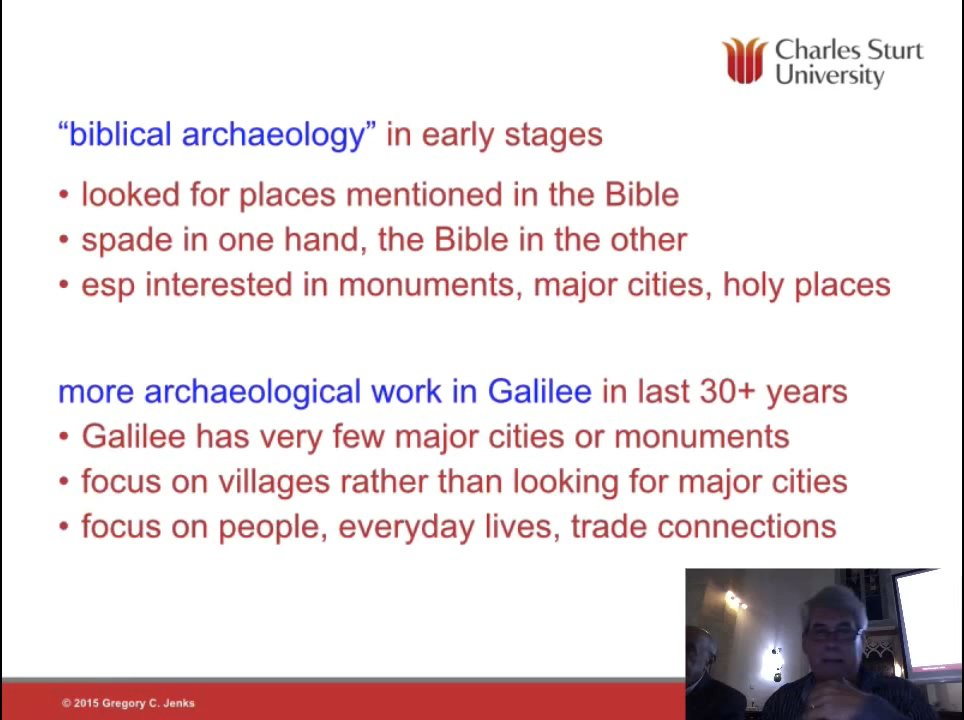 Charles Sturt
University
“biblical archaeology” in early stages
• looked for places mentioned in the Bible
• spade in one hand, the Bible in the other
• esp interested in monuments, major cities, holy places
more archaeological work in Galilee in last 30+ years
• Galilee has very few major cities or monuments
• focus on villages rather than looking for major cities
• focus on people, everyday lives, trade connections
© 2015 Gregory C. Jenks